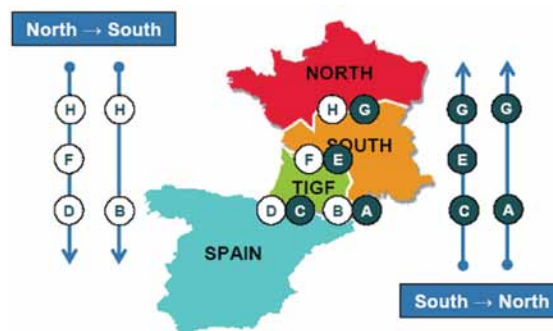 North → South
NORTH
H H H G G G
SOUTH
F F E E
TIGF
D B D C B A C A
SPAIN
South → North